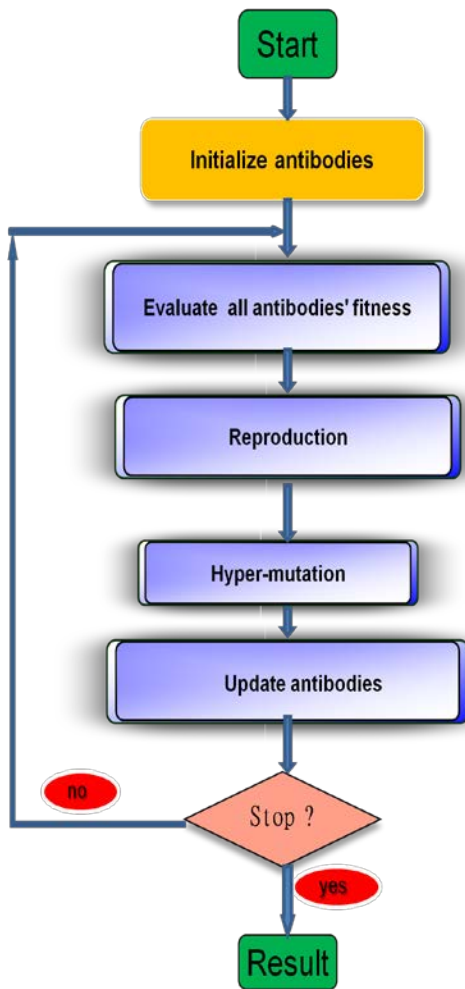 Start
Initialize antibodies
Evaluate all antibodies' fitness
Reproduction
Hyper-mutation
Update antibodies
no
Stop ?
yes
Result